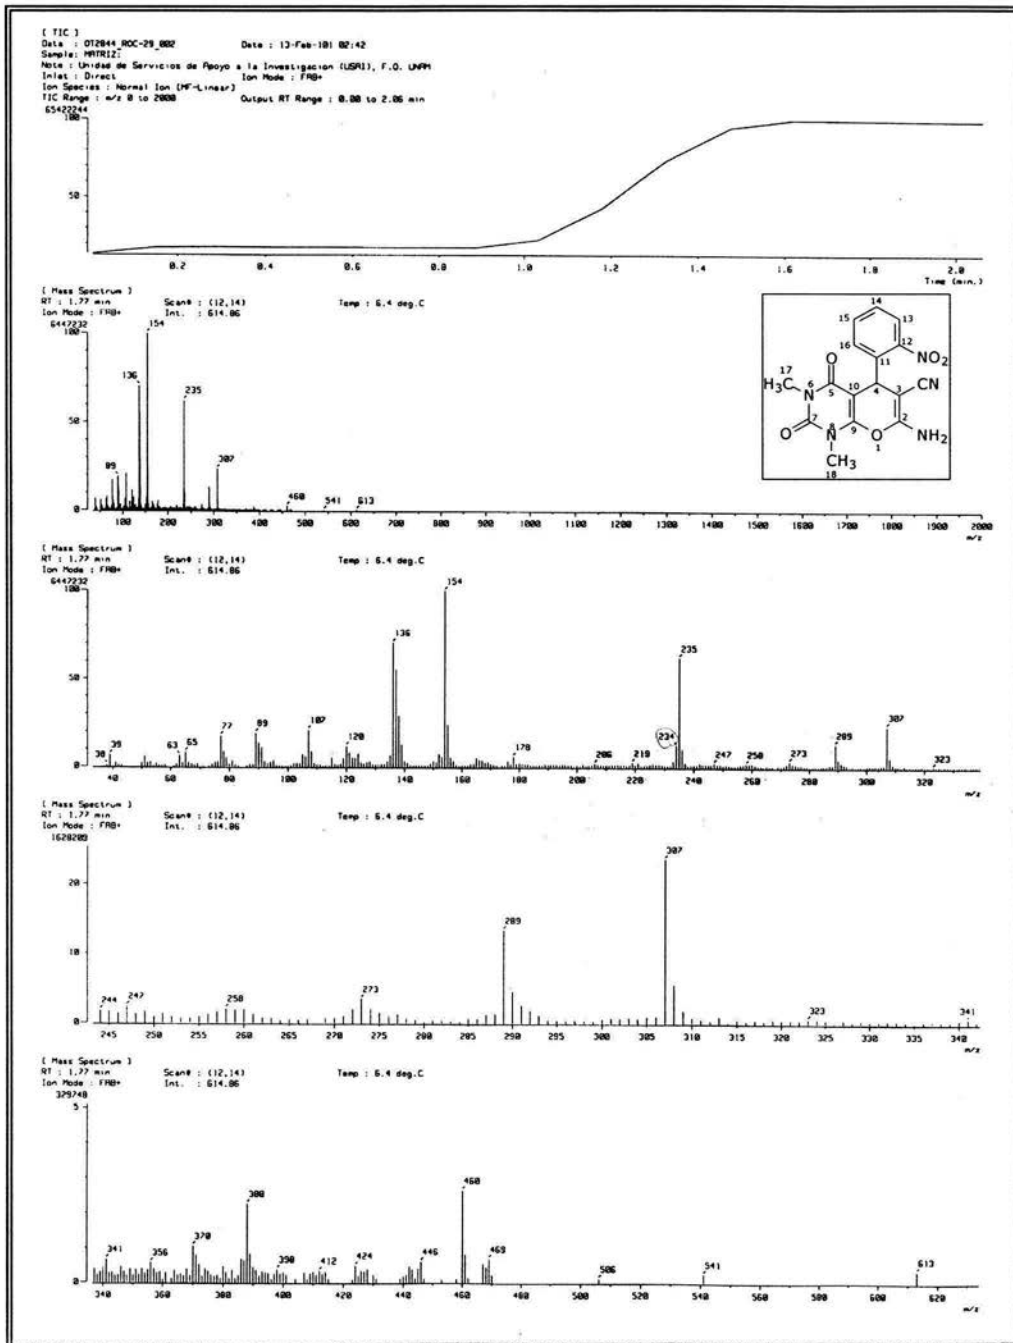 [ TIC ]
Data : OT2844_ROC-29_002 Date : 13-Feb-101 02:42
Sample: MATRIZ:
Note : Unidad de Servicios de Apoyo a la Investigacion (USAI), F.Q. UNAM
Inlet : Direct Ion Mode : FAB+
Ion Species : Normal Ion [MF-Linear]
TIC Range : m/z 0 to 2000 Output RT Range : 0.00 to 2.06 min
65422244
100
50
0.2 0.4 0.6 0.8 1.0 1.2 1.4 1.6 1.8 2.0
Time (min.)
[ Mass Spectrum ]
RT : 1.77 min Scan# : (12,14) Temp : 6.4 deg.C
Ion Mode : FAB+ Int. : 614.86
6447232
100
50
0
154
136
235
89
307
460
541
613
100 200 300 400 500 600 700 800 900 1000 1100 1200 1300 1400 1500 1600 1700 1800 1900 2000
m/z
14
15 13
16 12
11 NO₂
17
H₃C O
6 5 10 4 3 CN
N
7 8 9 2
O N O NH₂
1
CH₃
18
[ Mass Spectrum ]
RT : 1.77 min Scan# : (12,14) Temp : 6.4 deg.C
Ion Mode : FAB+ Int. : 614.86
6447232
100
50
0
38 39 63 65 77 89 107 120 136 154 178 206 219 234 235 247 258 273 289 307 323
40 60 80 100 120 140 160 180 200 220 240 260 280 300 320
m/z
[ Mass Spectrum ]
RT : 1.77 min Scan# : (12,14) Temp : 6.4 deg.C
Ion Mode : FAB+ Int. : 614.86
1628209
20
10
0
244 247 258 273 289 307 323 341
245 250 255 260 265 270 275 280 285 290 295 300 305 310 315 320 325 330 335 340
m/z
[ Mass Spectrum ]
RT : 1.77 min Scan# : (12,14) Temp : 6.4 deg.C
Ion Mode : FAB+ Int. : 614.86
329748
5
0
341 356 370 388 398 412 424 446 460 469 506 541 613
340 360 380 400 420 440 460 480 500 520 540 560 580 600 620
m/z